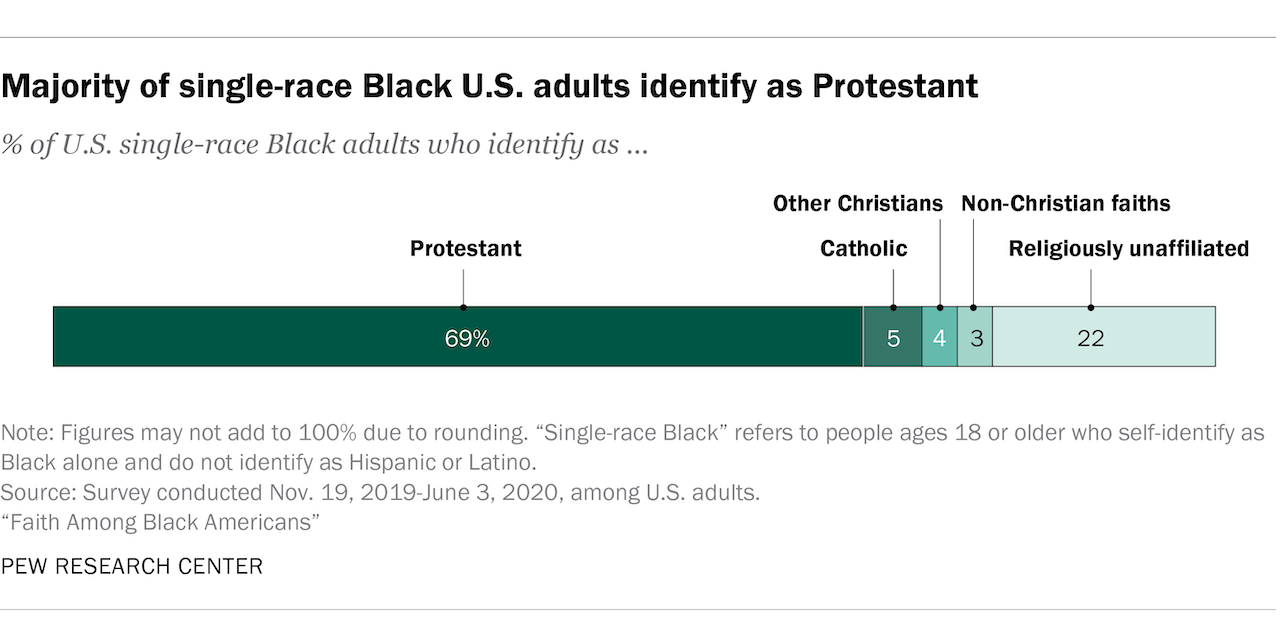 Majority of single-race Black U.S. adults identify as Protestant
% of U.S. single-race Black adults who identify as ...
Other Christians Non-Christian faiths
Protestant Catholic Religiously unaffiliated
69% 5 4 3 22
Note: Figures may not add to 100% due to rounding. “Single-race Black” refers to people ages 18 or older who self-identify as
Black alone and do not identify as Hispanic or Latino.
Source: Survey conducted Nov. 19, 2019-June 3, 2020, among U.S. adults.
“Faith Among Black Americans”
PEW RESEARCH CENTER